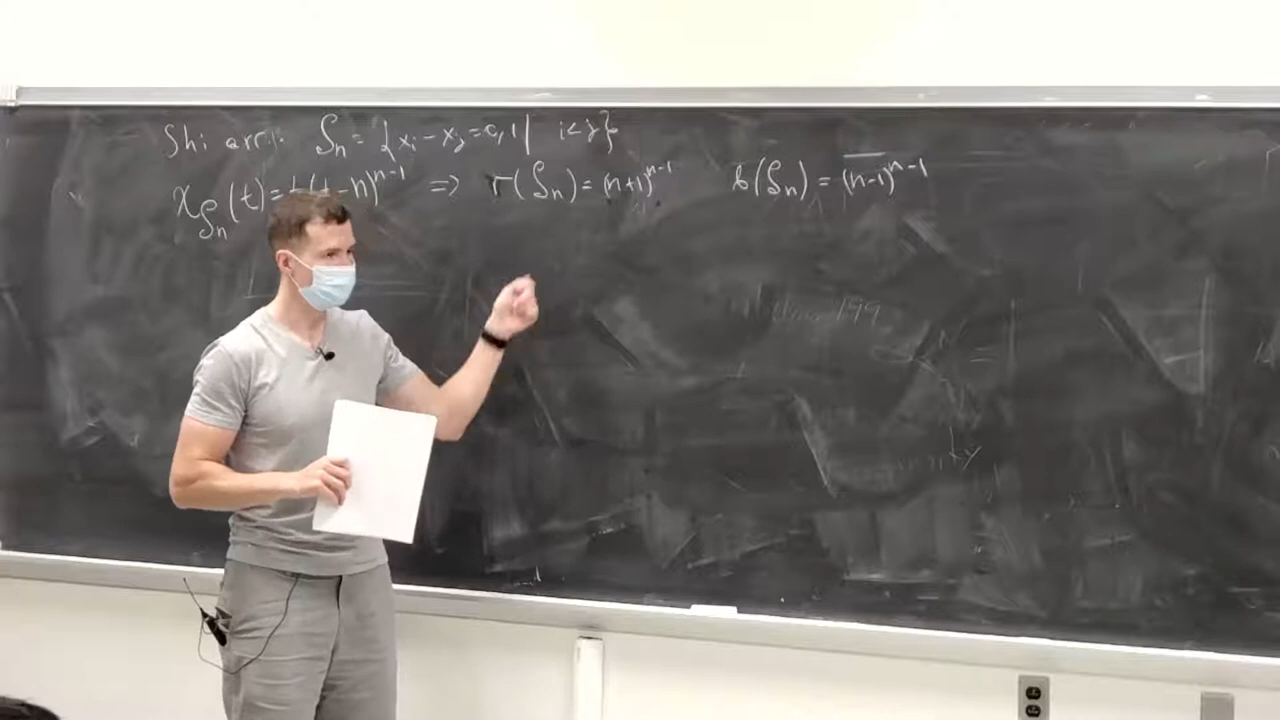 Shi arr: S_n = {x_i - x_j = 0,1 | i<j}
χ_{S_n}(t) = t(t-n)^{n-1} ⇒ r(S_n) = (n+1)^{n-1} b(S_n) = (n-1)^{n-1}